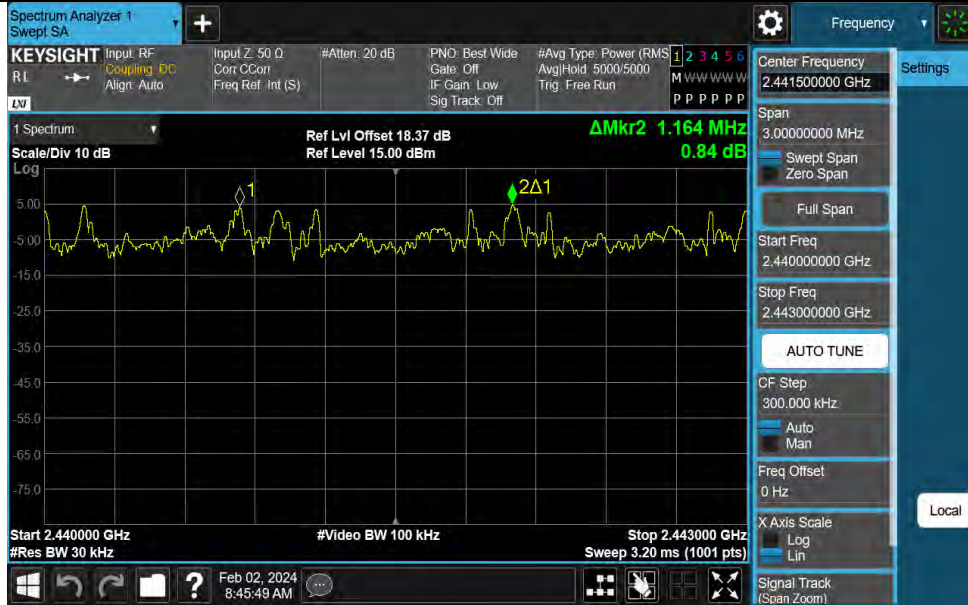 Spectrum Analyzer 1
Swept SA
Frequency
KEYSIGHT
RL
LXI
Input: RF
Coupling: DC
Align: Auto
Input Z: 50 Ω
Corr CCorr
Freq Ref: Int (S)
#Atten: 20 dB
PNO: Best Wide
Gate: Off
IF Gain: Low
Sig Track: Off
#Avg Type: Power (RMS
Avg|Hold: 5000/5000
Trig: Free Run
1 2 3 4 5 6
M W W W W W
P P P P P P
1 Spectrum
Scale/Div 10 dB
Log
Ref Lvl Offset 18.37 dB
Ref Level 15.00 dBm
ΔMkr2 1.164 MHz
0.84 dB
1
2Δ1
5.00
-5.00
-15.0
-25.0
-35.0
-45.0
-55.0
-65.0
-75.0
Start 2.440000 GHz
#Res BW 30 kHz
#Video BW 100 kHz
Stop 2.443000 GHz
Sweep 3.20 ms (1001 pts)
?
Feb 02, 2024
8:45:49 AM
Center Frequency
2.441500000 GHz
Span
3.00000000 MHz
Swept Span
Zero Span
Full Span
Start Freq
2.440000000 GHz
Stop Freq
2.443000000 GHz
AUTO TUNE
CF Step
300.000 kHz
Auto
Man
Freq Offset
0 Hz
X Axis Scale
Log
Lin
Signal Track
(Span Zoom)
Settings
Local